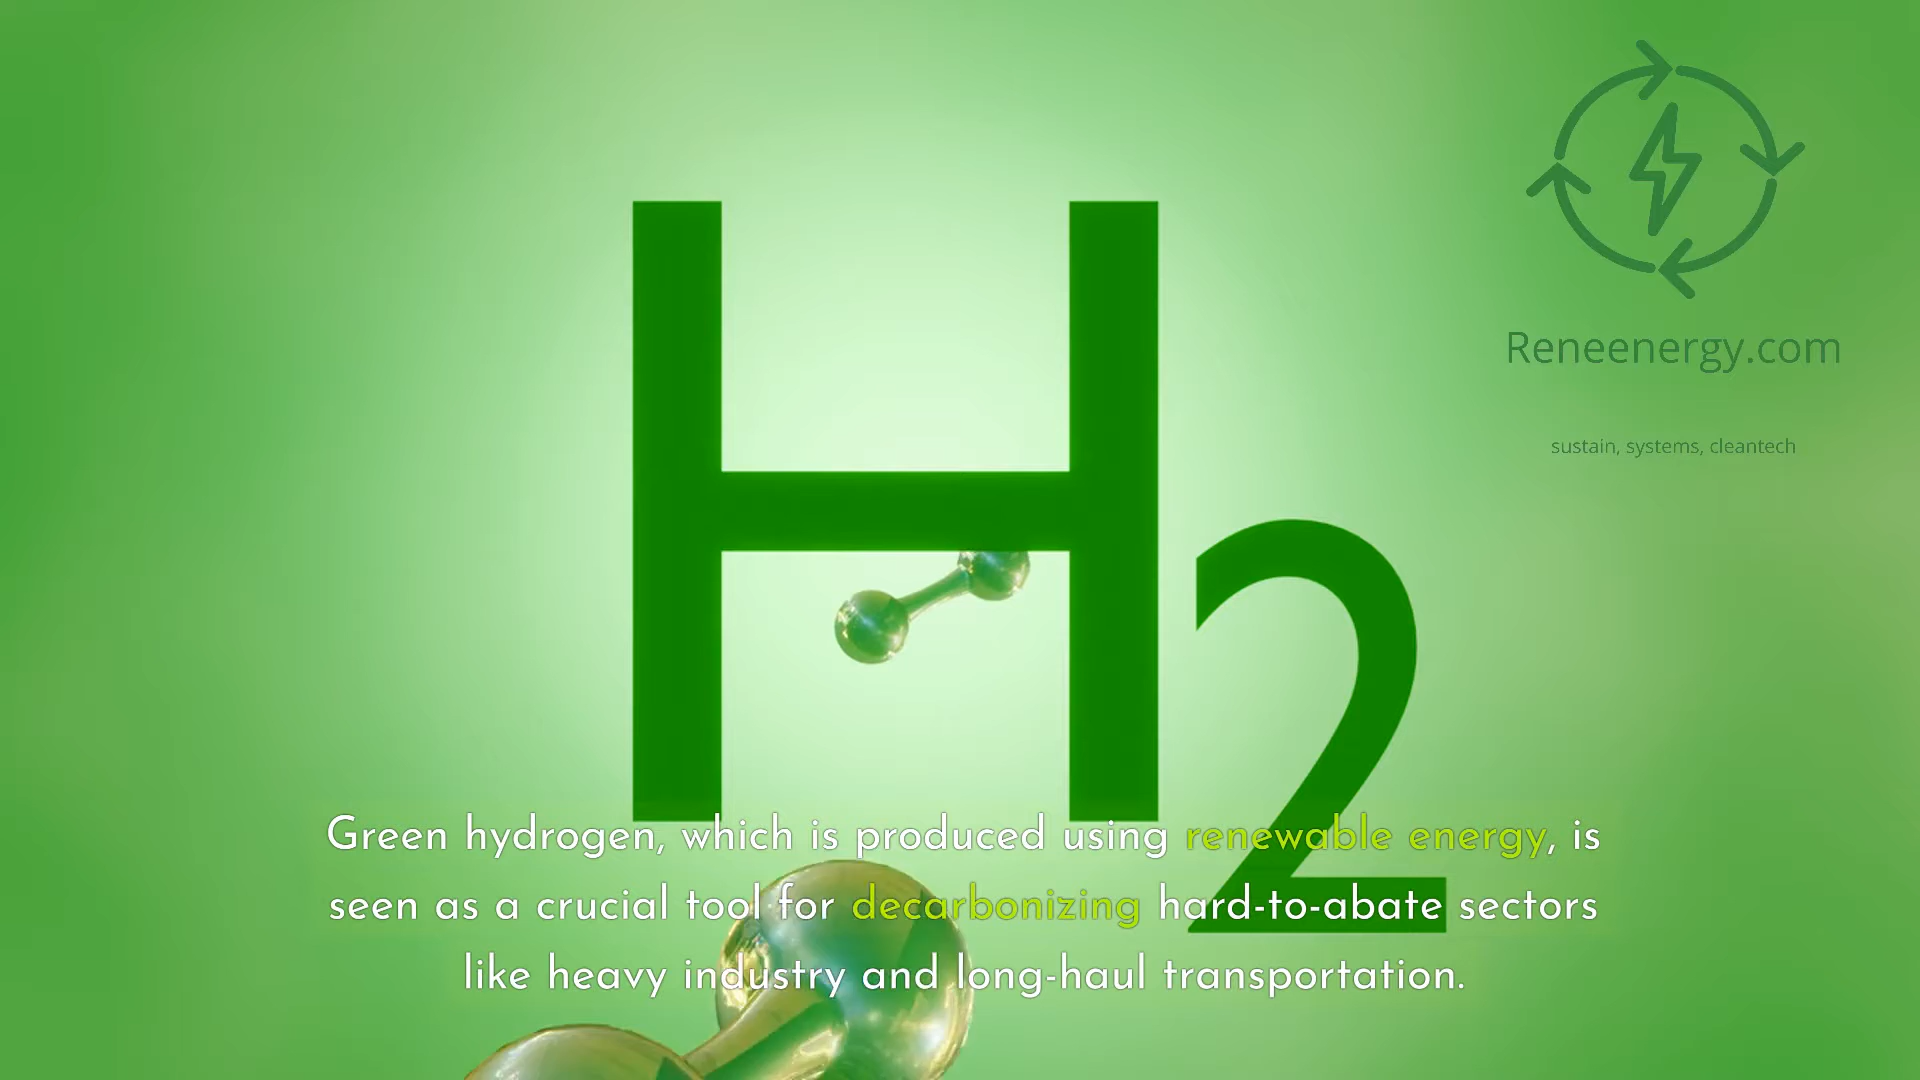 H2
Reneenergy.com
sustain, systems, cleantech
Green hydrogen, which is produced using renewable energy, is
seen as a crucial tool for decarbonizing hard-to-abate sectors
like heavy industry and long-haul transportation.